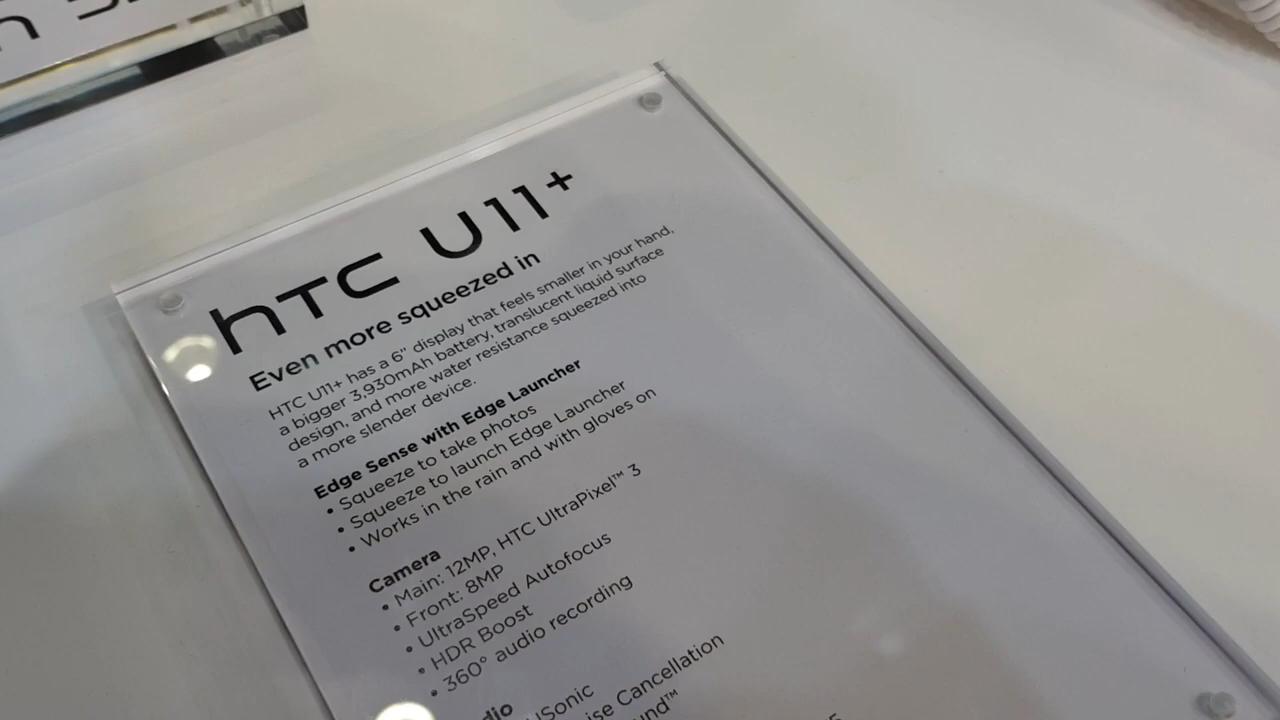 hTC U11+
Even more squeezed in
HTC U11+ has a 6" display that feels smaller in your hand,
a bigger 3,930mAh battery, translucent liquid surface
design, and more water resistance squeezed into
a more slender device.
Edge Sense with Edge Launcher
• Squeeze to take photos
• Squeeze to launch Edge Launcher
• Works in the rain and with gloves on
Camera
• Main: 12MP, HTC UltraPixel™ 3
• Front: 8MP
• UltraSpeed Autofocus
• HDR Boost
• 360° audio recording
Cancellation